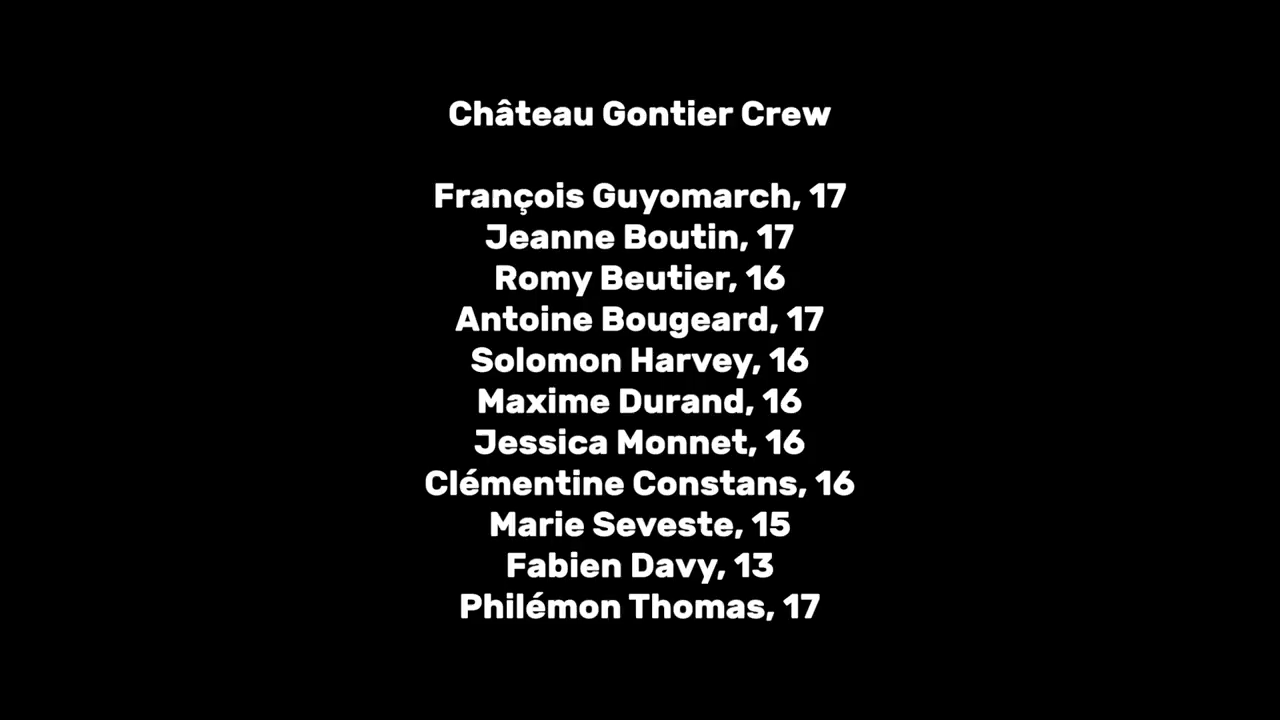 Château Gontier Crew
François Guyomarch, 17
Jeanne Boutin, 17
Romy Beutier, 16
Antoine Bougeard, 17
Solomon Harvey, 16
Maxime Durand, 16
Jessica Monnet, 16
Clémentine Constans, 16
Marie Seveste, 15
Fabien Davy, 13
Philémon Thomas, 17